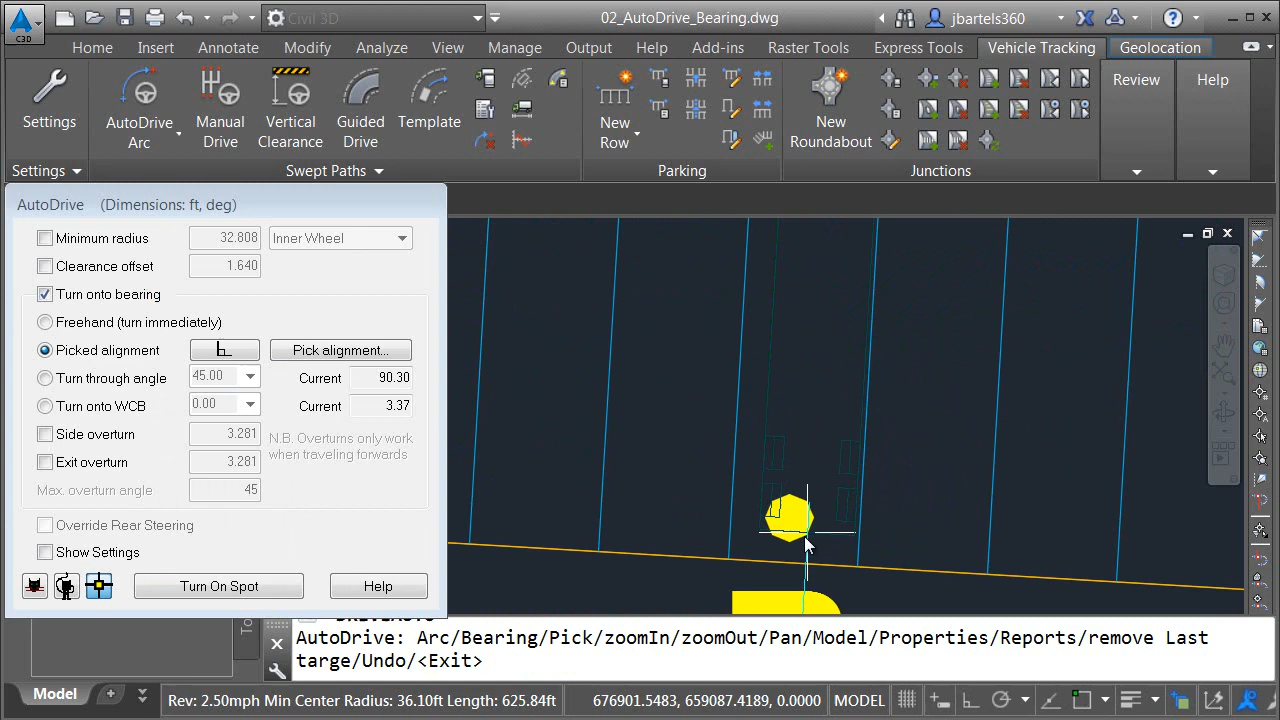 C3D
Civil 3D
02_AutoDrive_Bearing.dwg
jbartels360
Home Insert Annotate Modify Analyze View Manage Output Help Add-ins Raster Tools Express Tools Vehicle Tracking Geolocation
Settings
AutoDrive Arc
Manual Drive
Vertical Clearance
Guided Drive
Template
New Row
New Roundabout
Review
Help
Settings
Swept Paths
Parking
Junctions
AutoDrive (Dimensions: ft, deg)
Minimum radius 32.808 Inner Wheel
Clearance offset 1.640
Turn onto bearing
Freehand (turn immediately)
Picked alignment Pick alignment...
Turn through angle 45.00 Current 90.30
Turn onto WCB 0.00 Current 3.37
Side overturn 3.281 N.B. Overturns only work
when traveling forwards
Exit overturn 3.281
Max. overturn angle 45
Override Rear Steering
Show Settings
Turn On Spot Help
AutoDrive: Arc/Bearing/Pick/zoomIn/zoomOut/Pan/Model/Properties/Reports/remove Last
targe/Undo/<Exit>
Model
Rev: 2.50mph Min Center Radius: 36.10ft Length: 625.84ft
676901.5483, 659087.4189, 0.0000
MODEL